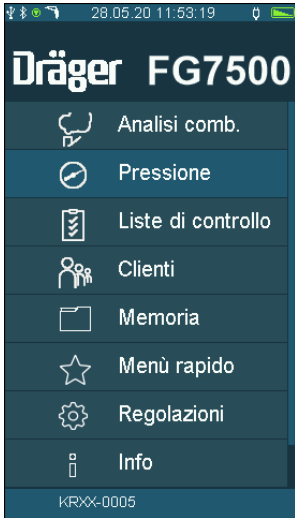 28.05.20 11:53:19
Dräger FG7500
Analisi comb.
Pressione
Liste di controllo
Clienti
Memoria
Menù rapido
Regolazioni
Info
KRXX-0005